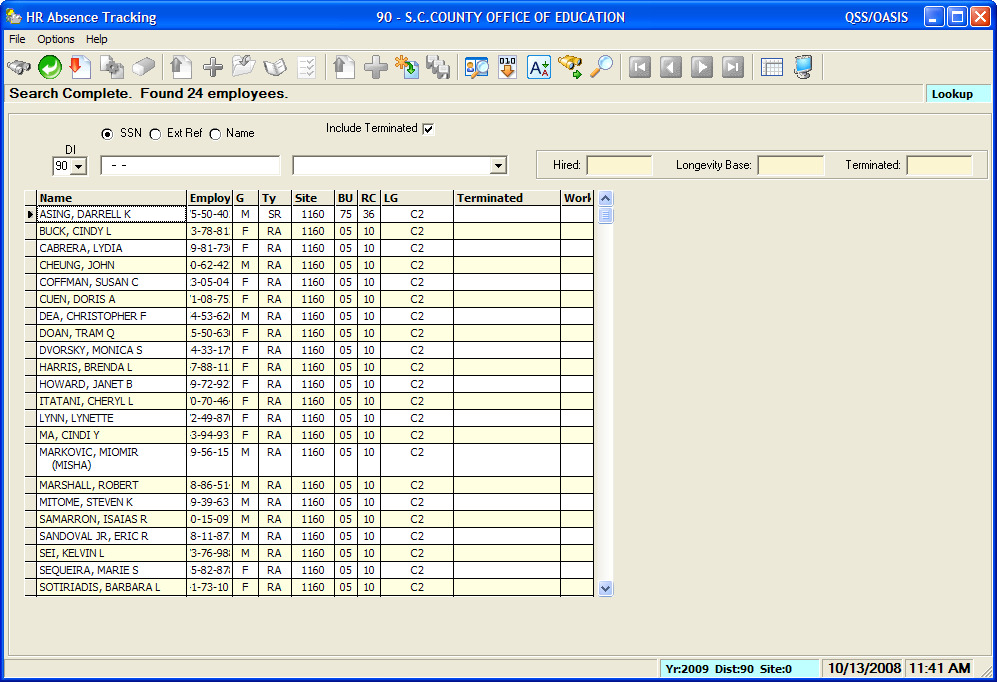 HR Absence Tracking 90 - S.C.COUNTY OFFICE OF EDUCATION QSS/OASIS
File Options Help
Search Complete. Found 24 employees. Lookup
SSN Ext Ref Name Include Terminated
DI
90 - - Hired: Longevity Base: Terminated:
Name Employ G Ty Site BU RC LG Terminated Work
ASING, DARRELL K 5-50-40 M SR 1160 75 36 C2
BUCK, CINDY L 3-78-81 F RA 1160 05 10 C2
CABRERA, LYDIA 9-81-73 F RA 1160 05 10 C2
CHEUNG, JOHN 0-62-42 M RA 1160 05 10 C2
COFFMAN, SUSAN C 3-05-04 F RA 1160 05 10 C2
CUEN, DORIS A 1-08-75 F RA 1160 05 10 C2
DEA, CHRISTOPHER F 4-53-62 M RA 1160 05 10 C2
DOAN, TRAM Q 5-50-63 F RA 1160 05 10 C2
DVORSKY, MONICA S 4-33-17 F RA 1160 05 10 C2
HARRIS, BRENDA L 7-88-11 F RA 1160 05 10 C2
HOWARD, JANET B 9-72-92 F RA 1160 05 10 C2
ITATANI, CHERYL L 0-70-46 F RA 1160 05 10 C2
LYNN, LYNETTE 2-49-87 F RA 1160 05 10 C2
MA, CINDI Y 3-94-93 F RA 1160 05 10 C2
MARKOVIC, MIOMIR 9-56-15 M RA 1160 05 10 C2
(MISHA)
MARSHALL, ROBERT 8-86-51 M RA 1160 05 10 C2
MITOME, STEVEN K 9-39-63 M RA 1160 05 10 C2
SAMARRON, ISAIAS R 0-15-09 M RA 1160 05 10 C2
SANDOVAL JR, ERIC R 8-11-87 M RA 1160 05 10 C2
SEI, KELVIN L 3-76-98 M RA 1160 05 10 C2
SEQUEIRA, MARIE S 5-82-87 F RA 1160 05 10 C2
SOTIRIADIS, BARBARA L 1-73-10 F RA 1160 05 10 C2
Yr:2009 Dist:90 Site:0 10/13/2008 11:41 AM